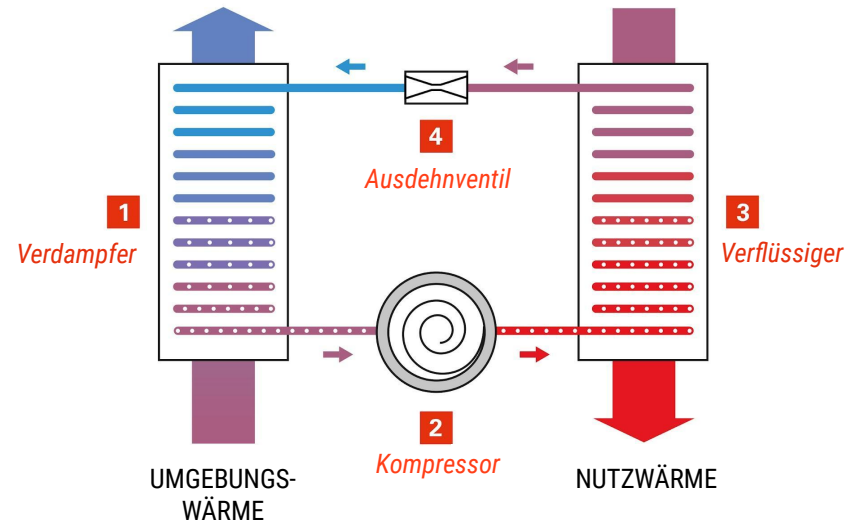 4
Ausdehnventil
1
Verdampfer
3
Verflüssiger
2
Kompressor
UMGEBUNGS-
WÄRME
NUTZWÄRME